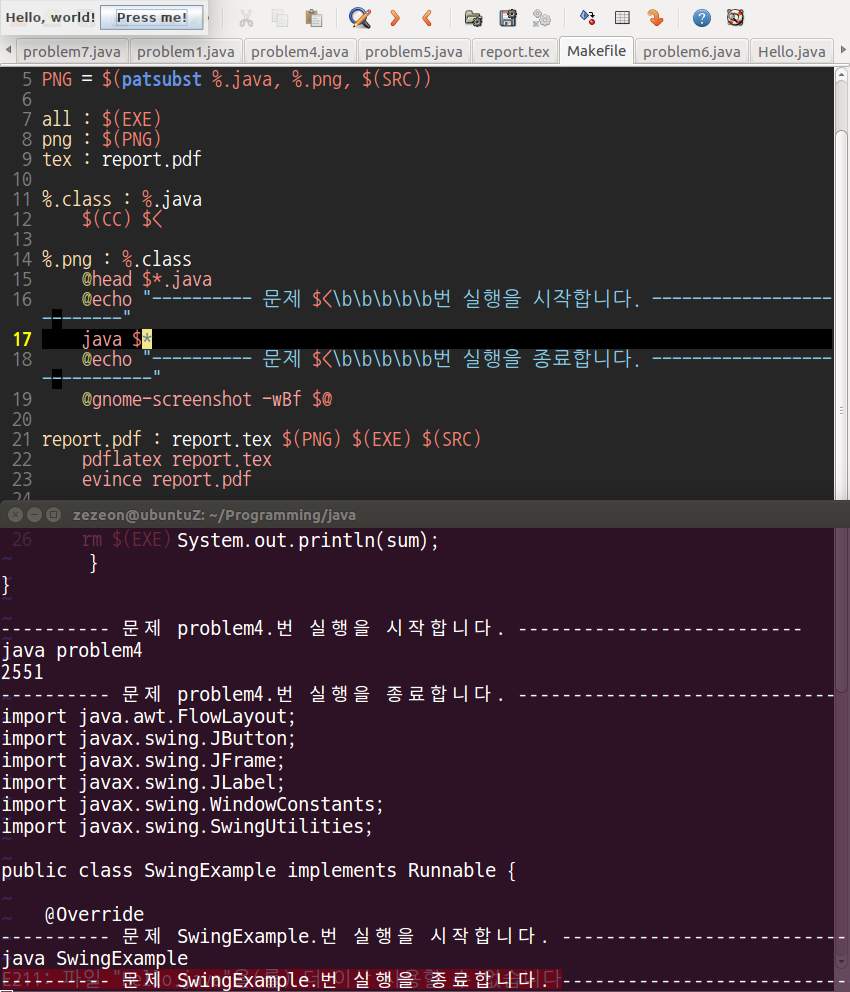 Hello, world! Press me!
problem7.java problem1.java problem4.java problem5.java report.tex Makefile problem6.java Hello.java
5 PNG = $(patsubst %.java, %.png, $(SRC))
6
7 all : $(EXE)
8 png : $(PNG)
9 tex : report.pdf
10
11 %.class : %.java
12 $(CC) $<
13
14 %.png : %.class
15 @head $*.java
16 @echo "---------- 문제 $<\b\b\b\b\b번 실행을 시작합니다. ------------------
--------"
17 java $*
18 @echo "---------- 문제 $<\b\b\b\b\b번 실행을 종료합니다. ------------------
-----------"
19 @gnome-screenshot -wBf $@
20
21 report.pdf : report.tex $(PNG) $(EXE) $(SRC)
22 pdflatex report.tex
23 evince report.pdf
24
zezeon@ubuntuZ: ~/Programming/java
26 rm $(EXE) System.out.println(sum);
~ }
}
~
~
---------- 문제 problem4.번 실행을 시작합니다. --------------------------
java problem4
2551
---------- 문제 problem4.번 실행을 종료합니다. -----------------------------
import java.awt.FlowLayout;
import javax.swing.JButton;
import javax.swing.JFrame;
import javax.swing.JLabel;
import javax.swing.WindowConstants;
import javax.swing.SwingUtilities;
~
public class SwingExample implements Runnable {
~
~ @Override
---------- 문제 SwingExample.번 실행을 시작합니다. --------------------------
java SwingExample
---------- 문제 SwingExample.번 실행을 종료합니다. --------------------------